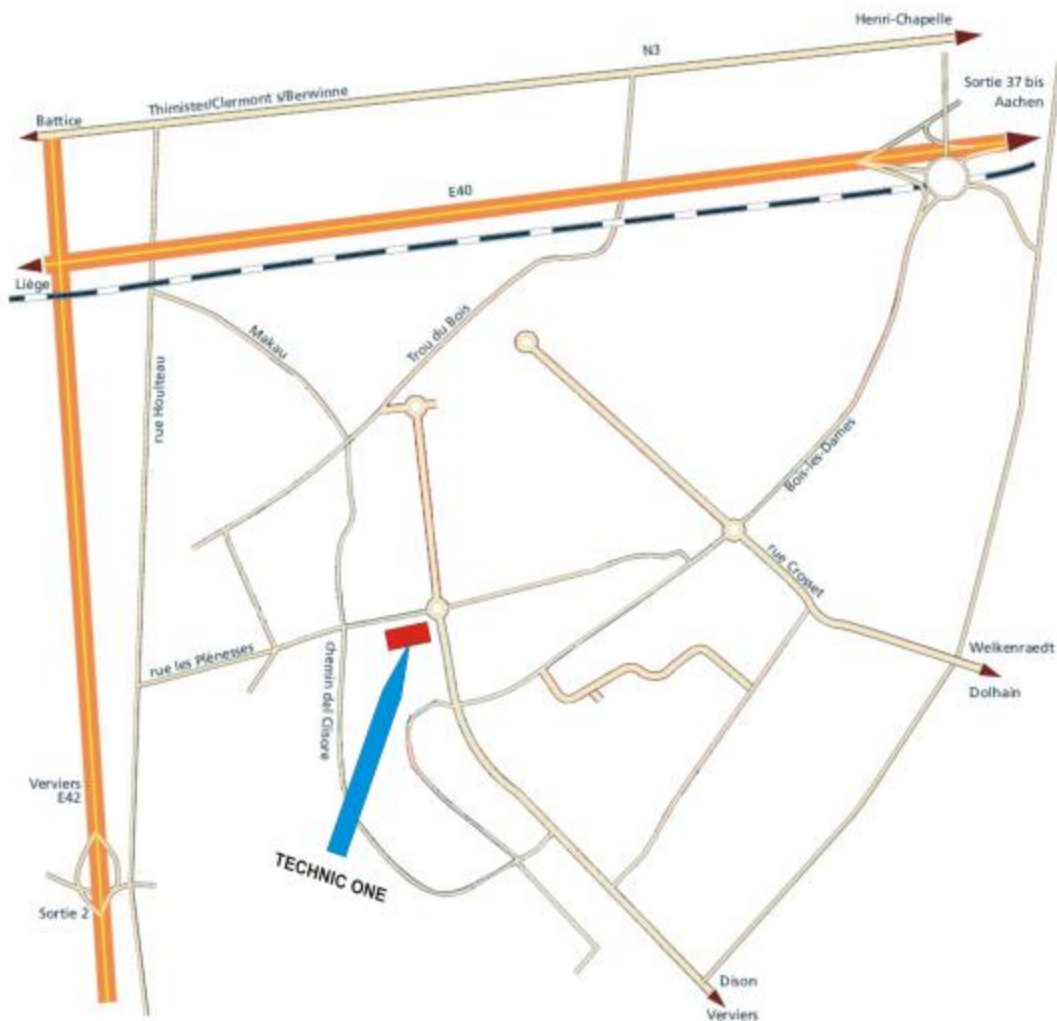 Henri-Chapelle
N3
Sortie 37 bis
Aachen
Thimister/Clermont s/Berwinne
Battice
E40
Liège
Makau
Trou du Bois
rue Houlteau
Bois-les-Dames
rue Crosset
rue les Plénesses
chemin del Clisore
Welkenraedt
Dolhain
Verviers
E42
TECHNIC ONE
Sortie 2
Dison
Verviers